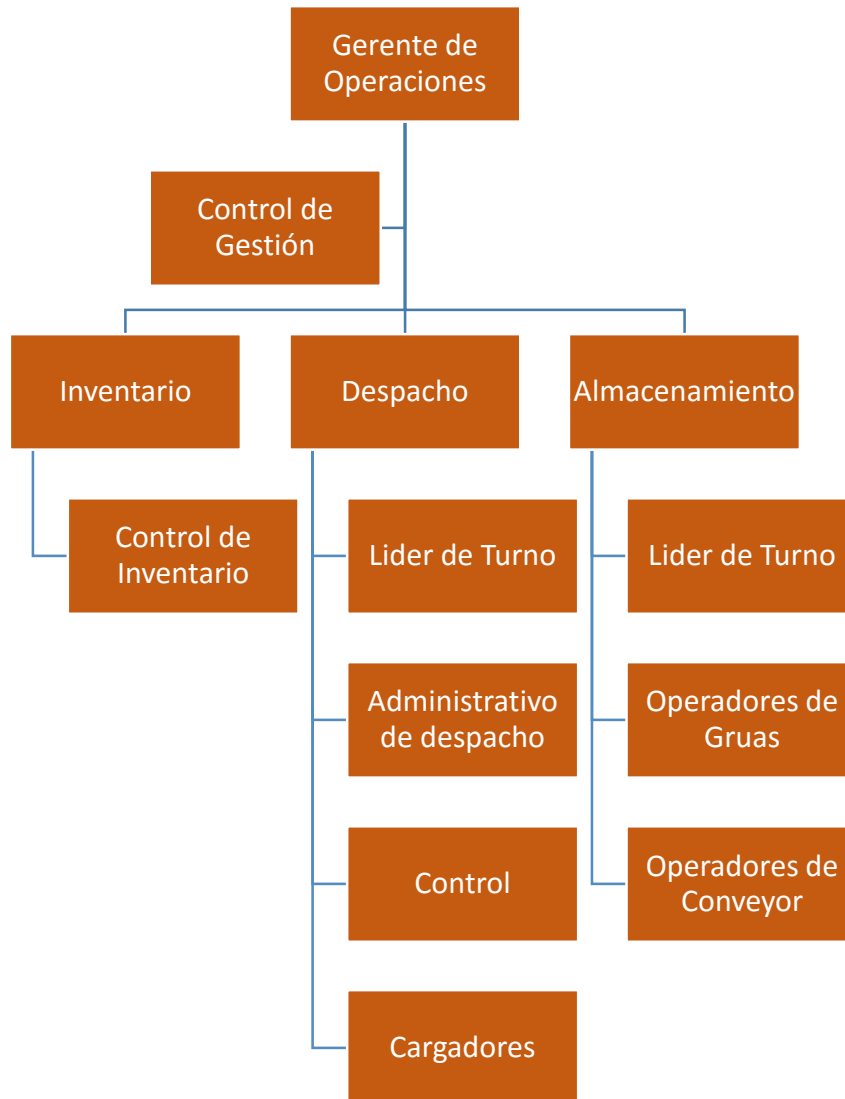 Gerente de
Operaciones
Control de
Gestión
Inventario
Despacho
Almacenamiento
Control de
Inventario
Lider de Turno
Lider de Turno
Administrativo
de despacho
Operadores de
Gruas
Control
Operadores de
Conveyor
Cargadores